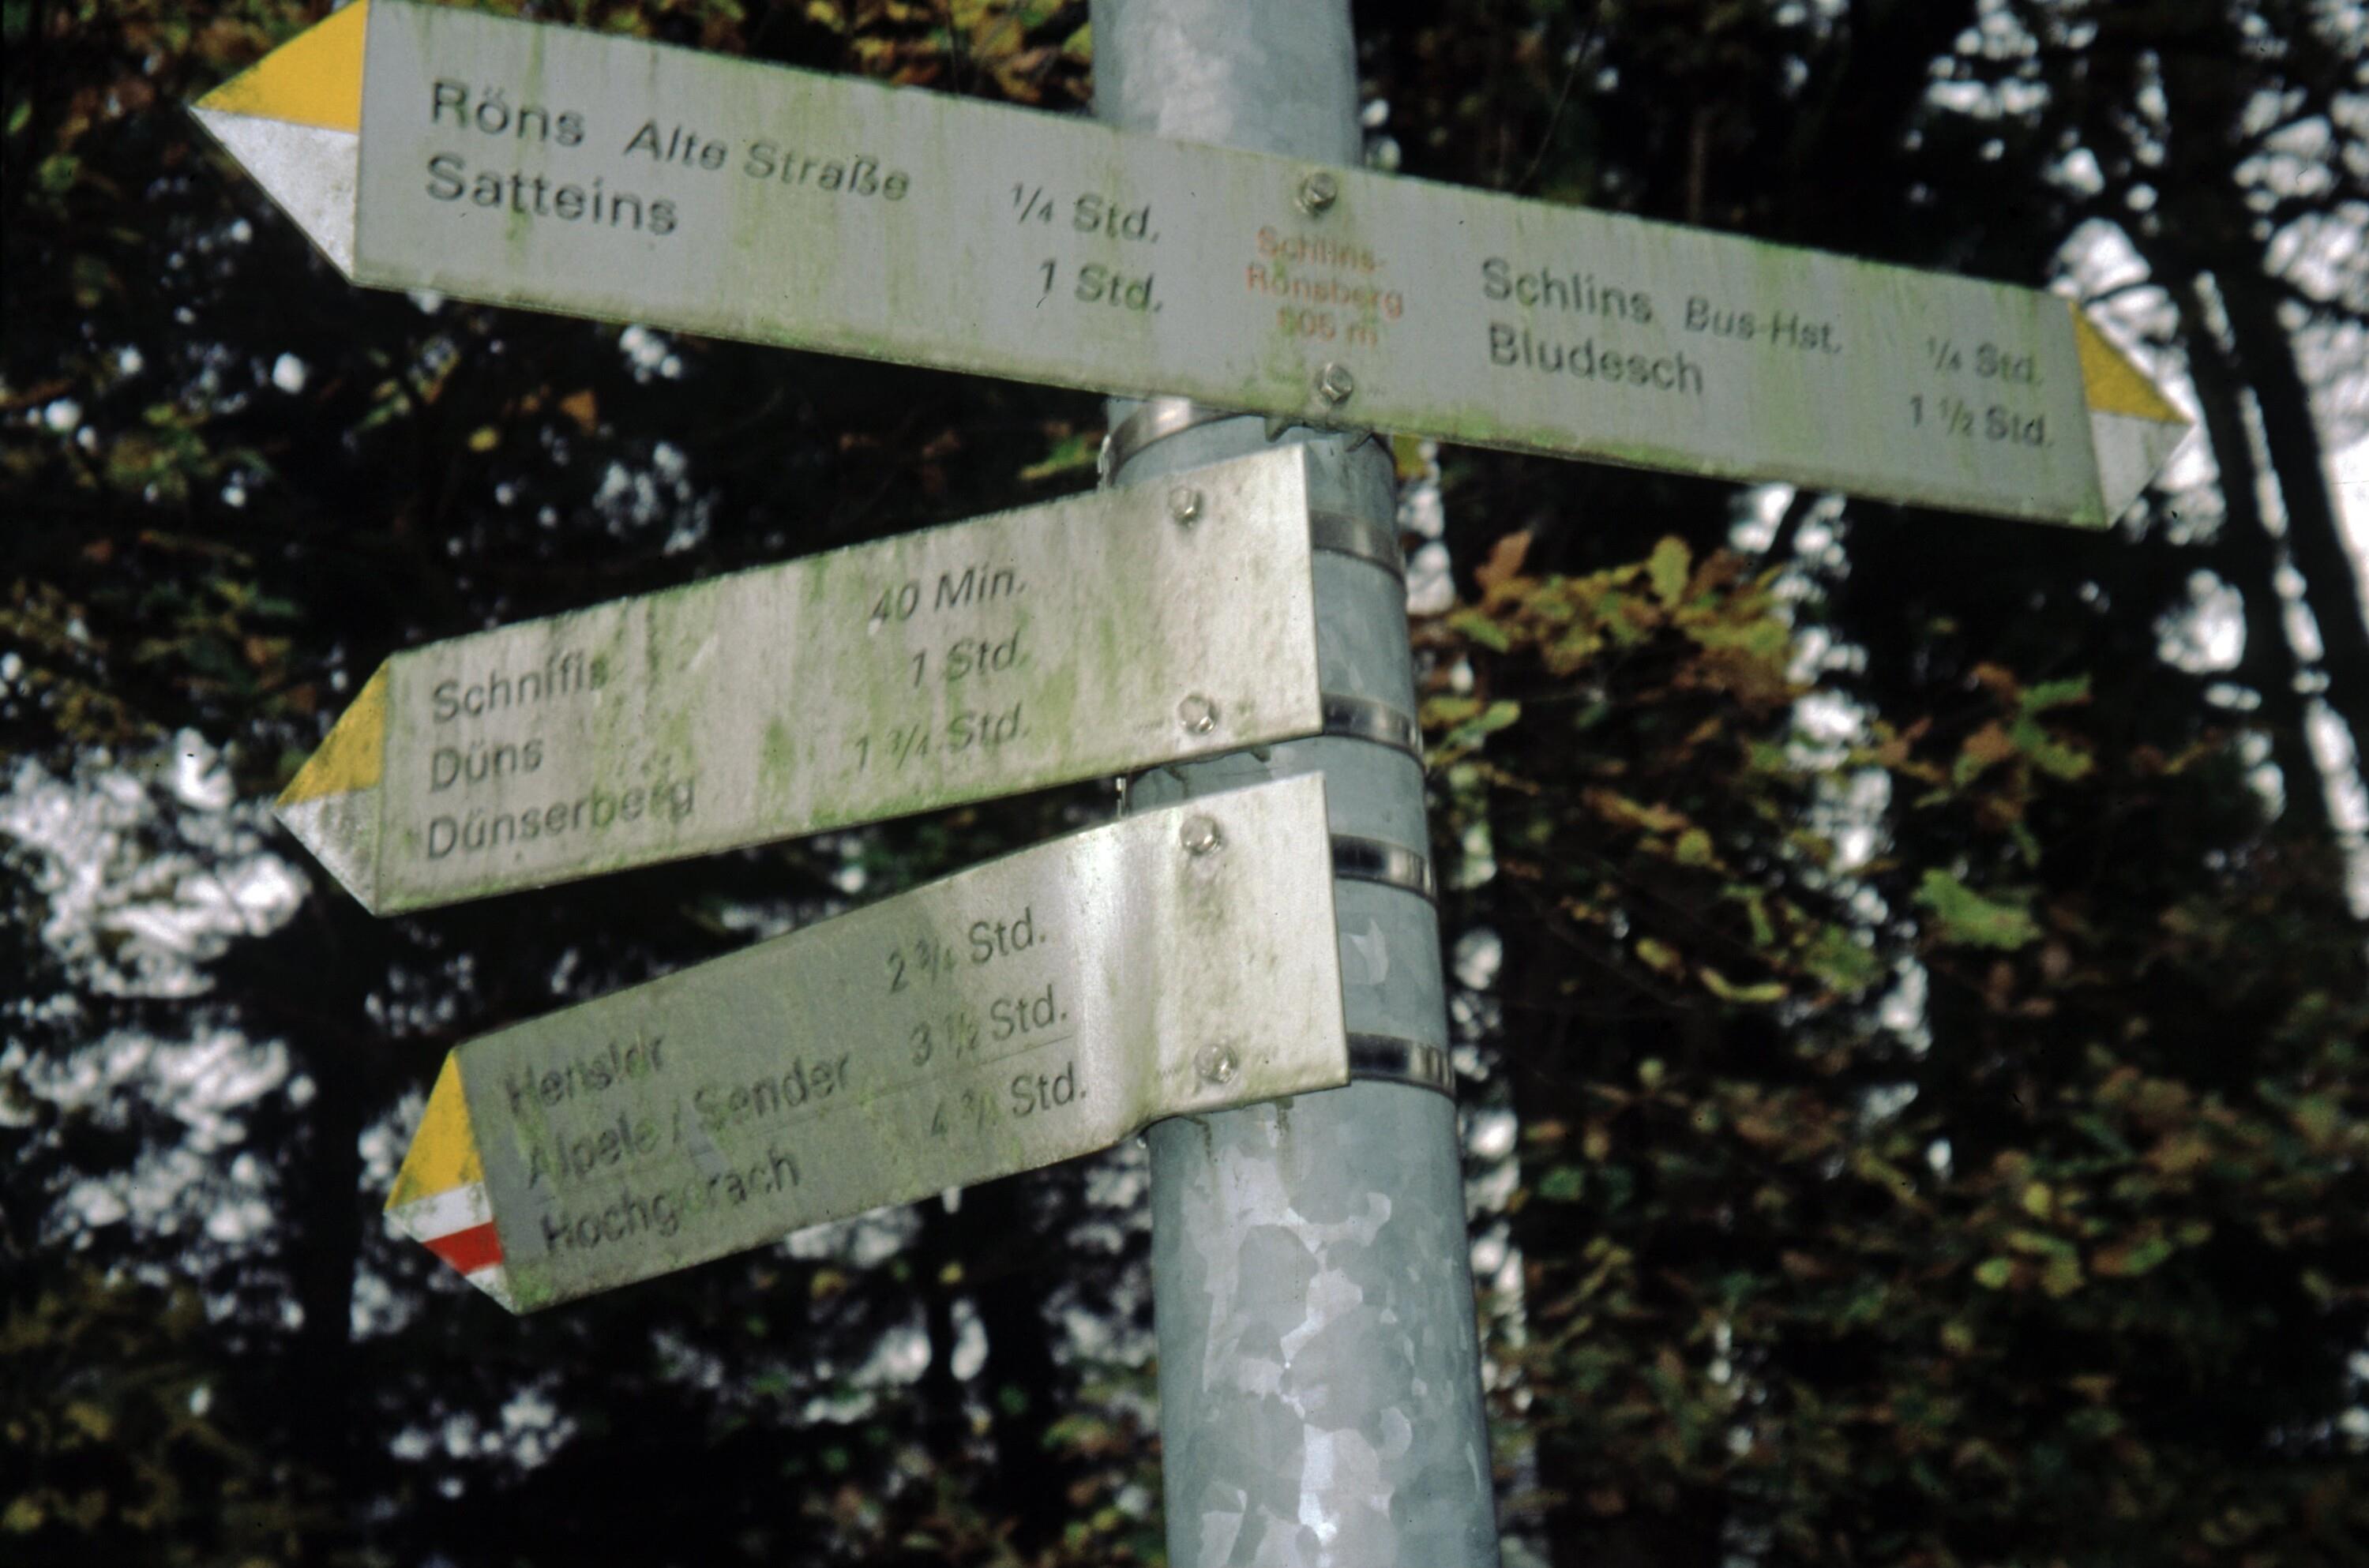 Röns Alte Straße 1/4 Std.
Satteins 1 Std.
Schlins-
Rönsberg
605 m
Schlins Bus-Hst. 1/4 Std.
Bludesch 1 1/2 Std.
Schnifis 40 Min.
Düns 1 Std.
Dünserberg 1 3/4 Std.
2 3/4 Std.
Alpele / Sender 3 1/2 Std.
Hochgerach 4 3/4 Std.